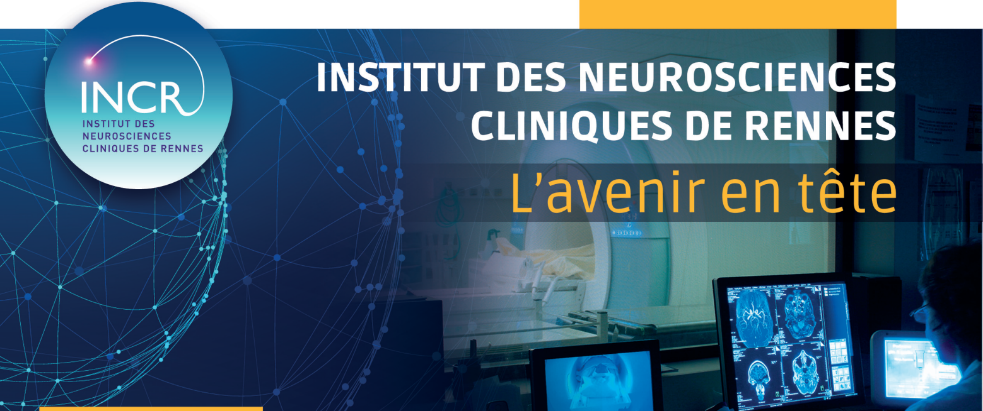 INCR
INSTITUT DES
NEUROSCIENCES
CLINIQUES DE RENNES
INSTITUT DES NEUROSCIENCES
CLINIQUES DE RENNES
L'avenir en tête